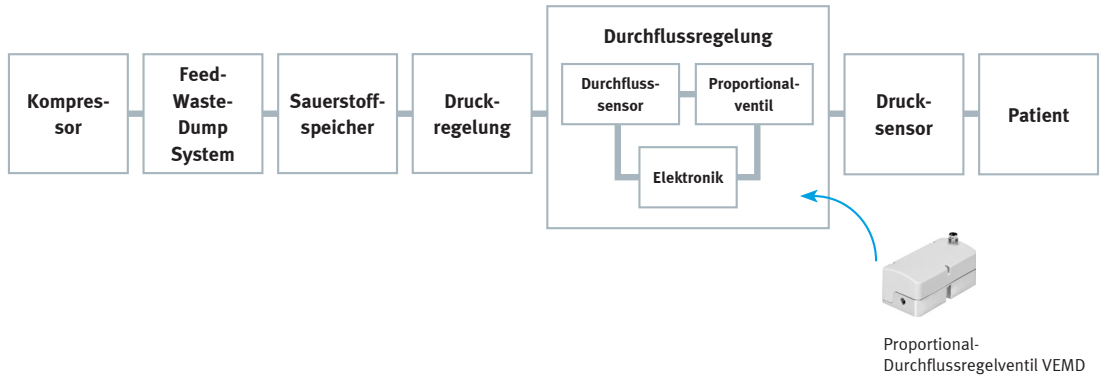 Kompres-
sor
Feed-
Waste-
Dump
System
Sauerstoff-
speicher
Druck-
regelung
Durchflussregelung
Durchfluss-
sensor
Proportional-
ventil
Elektronik
Druck-
sensor
Patient
Proportional-
Durchflussregelventil VEMD